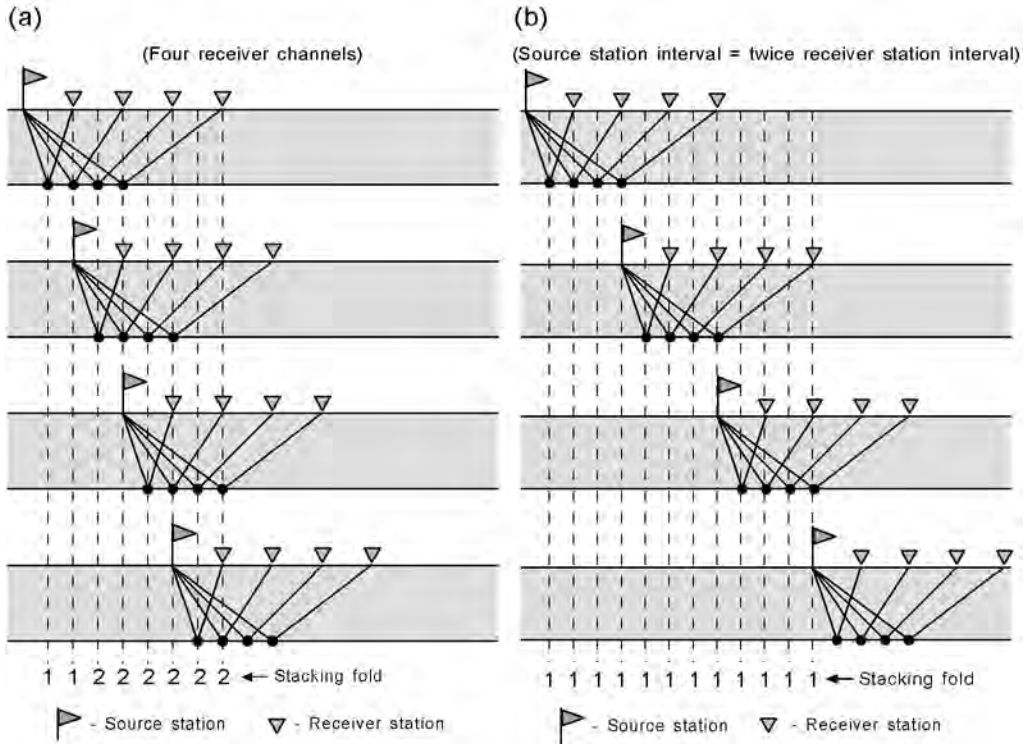 (a)
(Four receiver channels)
1 1 2 2 2 2 2 2 Stacking fold
- Source station - Receiver station
(b)
(Source station interval = twice receiver station interval)
1 1 1 1 1 1 1 1 1 1 1 1 Stacking fold
- Source station - Receiver station